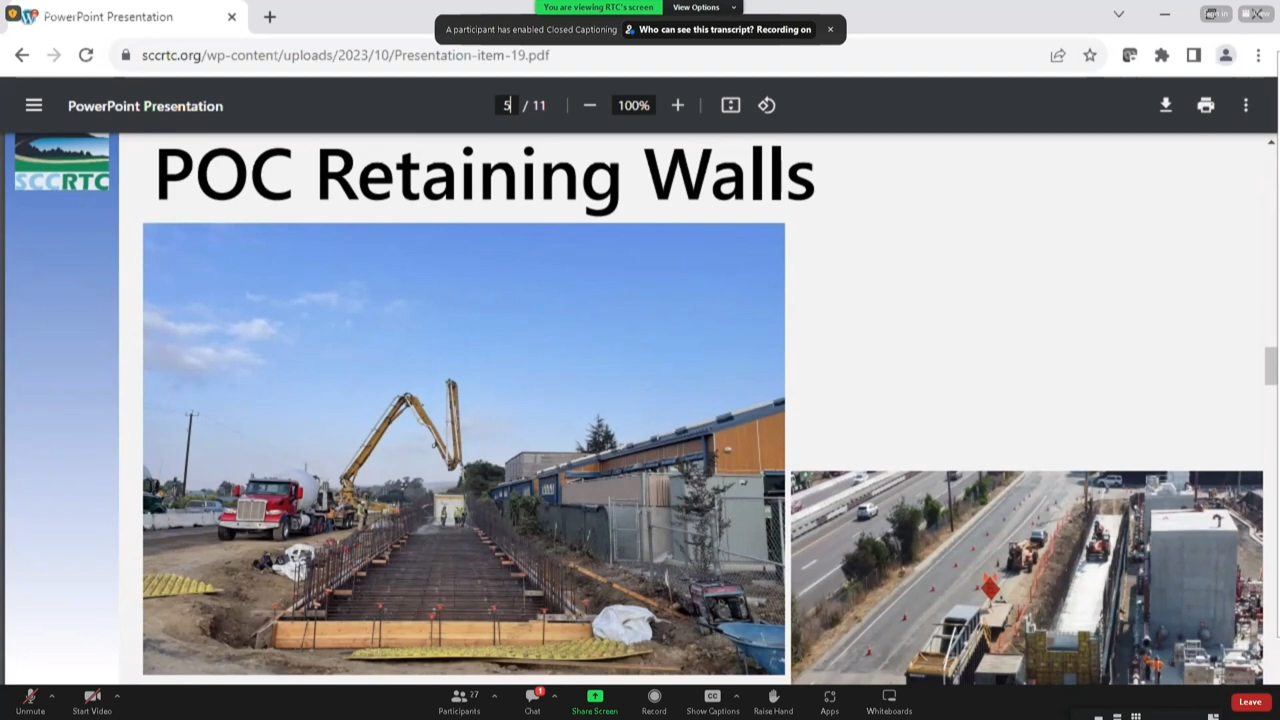 You are viewing RTC's screen
View Options
PowerPoint Presentation
A participant has enabled Closed Captioning
Who can see this transcript? Recording on
sccrtc.org/wp-content/uploads/2023/10/Presentation-item-19.pdf
PowerPoint Presentation
5 / 11
100%
SCCRTC
POC Retaining Walls
Unmute
Start Video
Participants
27
Chat
1
Share Screen
Record
CC
Show Captions
Raise Hand
Apps
Whiteboards
Leave